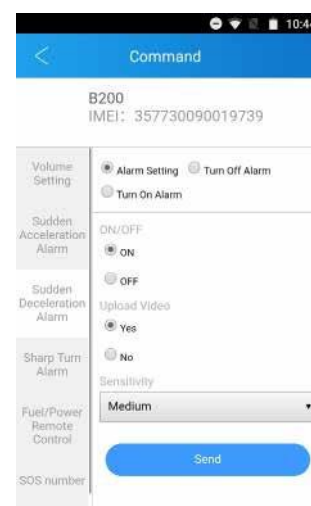 10:4
Command
B200
IMEI: 357730090019739
Volume
Setting
Sudden
Acceleration
Alarm
Sudden
Deceleration
Alarm
Sharp Turn
Alarm
Fuel/Power
Remote
Control
SOS number
Alarm Setting Turn Off Alarm
Turn On Alarm
ON/OFF
ON
OFF
Upload Video
Yes
No
Sensitivity
Medium
Send